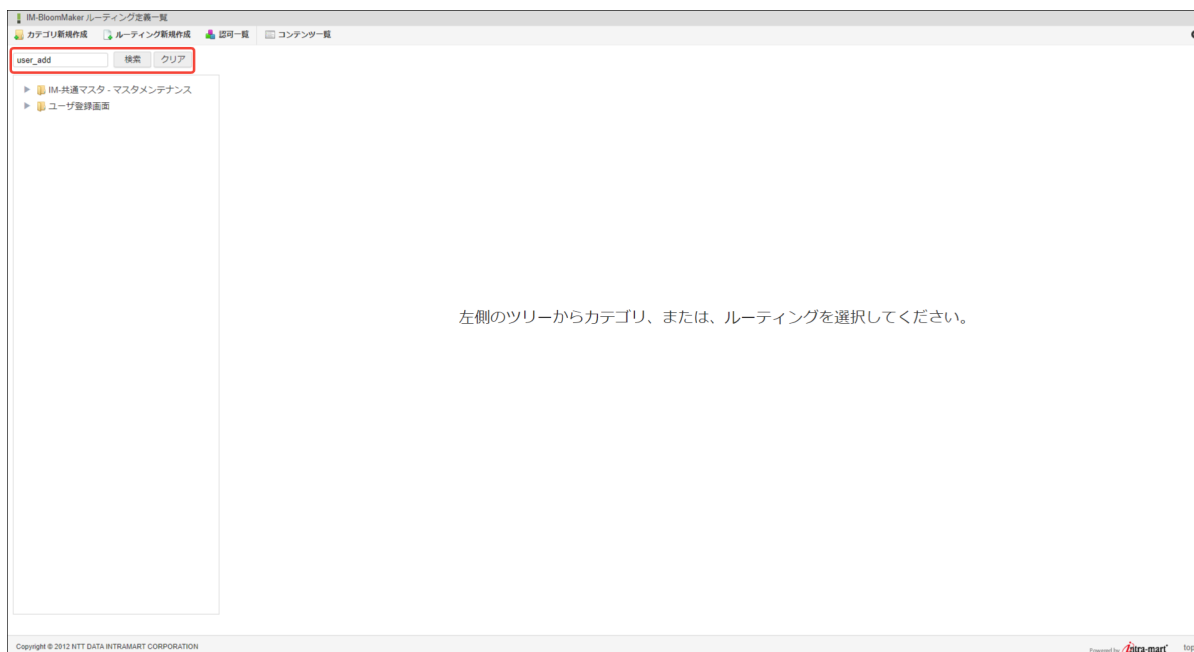 IM-BloomMaker ルーティング定義一覧
カテゴリ新規作成 ルーティング新規作成 認可一覧 コンテンツ一覧
user_add 検索 クリア
IM-共通マスタ - マスタメンテナンス
ユーザ登録画面
左側のツリーからカテゴリ、または、ルーティングを選択してください。
Copyright © 2012 NTT DATA INTRAMART CORPORATION
Powered by intra-mart top